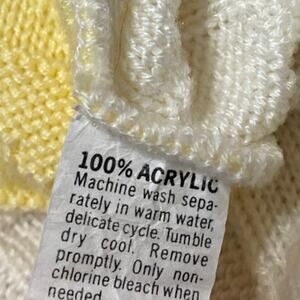 100% ACRYLIC
Machine wash sepa-
rately in warm water,
delicate cycle. Tumble
dry cool. Remove
promptly. Only non-
chlorine bleach when
needed